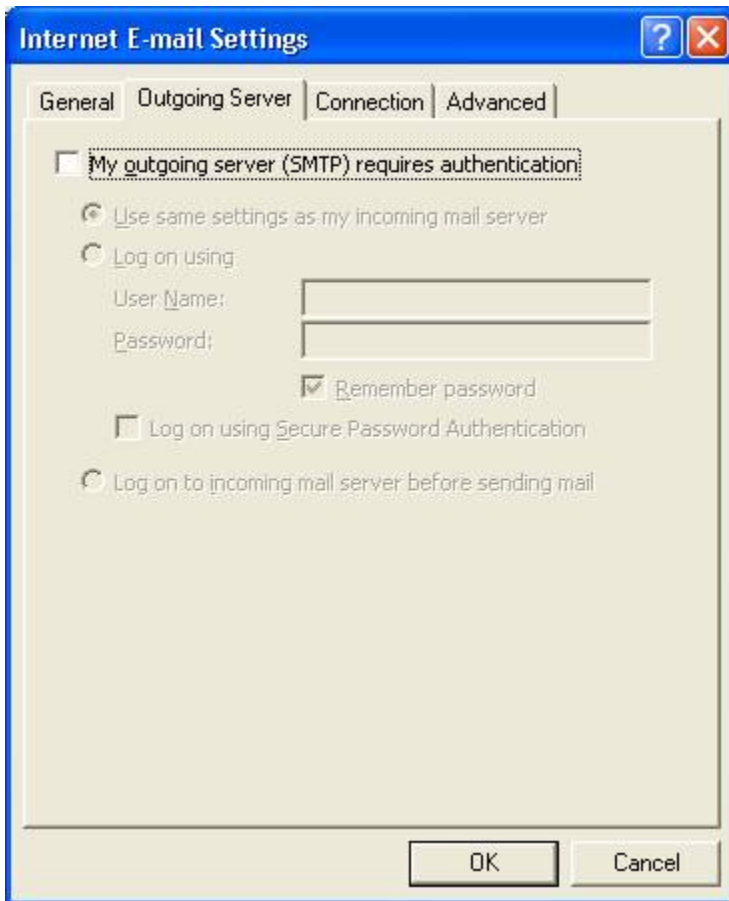 Internet E-mail Settings
General Outgoing Server Connection Advanced
My outgoing server (SMTP) requires authentication
Use same settings as my incoming mail server
Log on using
User Name:
Password:
Remember password
Log on using Secure Password Authentication
Log on to incoming mail server before sending mail
OK Cancel